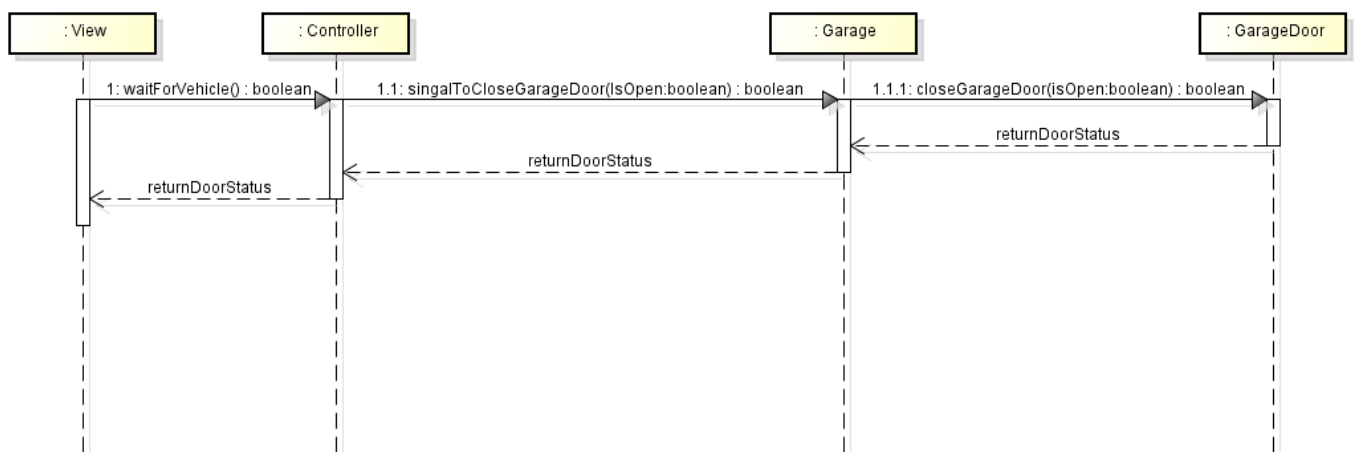 : View
: Controller
: Garage
: GarageDoor
1: waitForVehicle() : boolean
1.1: singalToCloseGarageDoor(IsOpen:boolean) : boolean
1.1.1: closeGarageDoor(isOpen:boolean) : boolean
returnDoorStatus
returnDoorStatus
returnDoorStatus